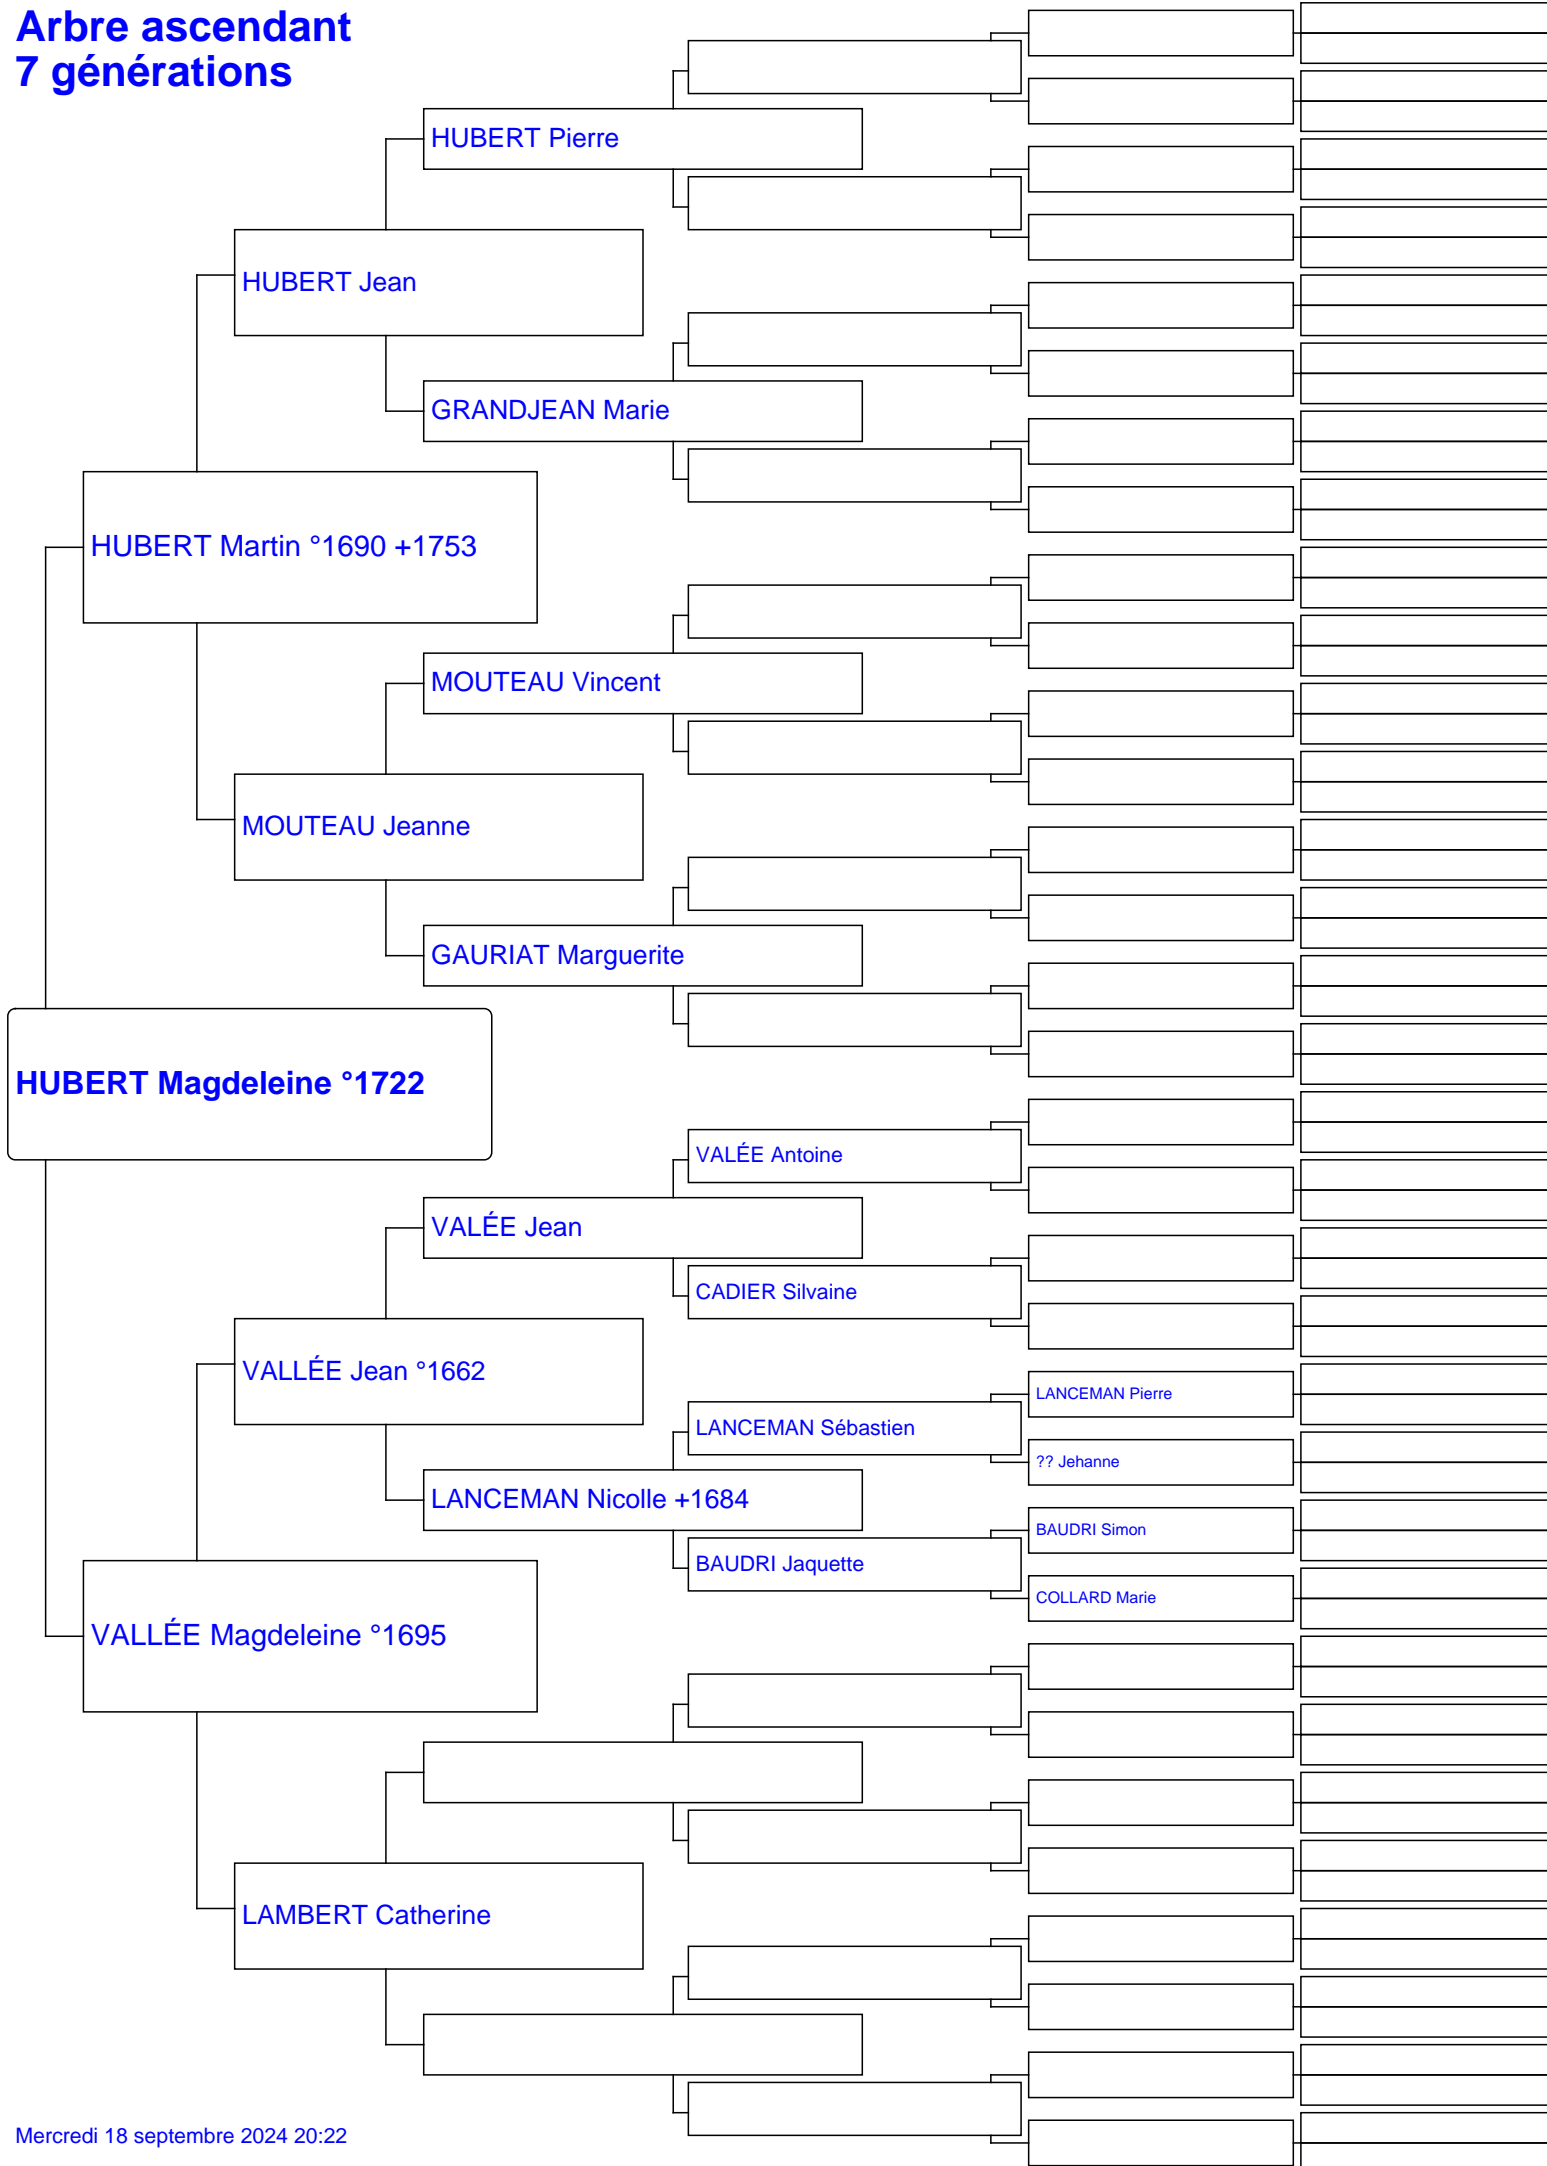 Arbre ascendant
7 générations
HUBERT Pierre
HUBERT Jean
GRANDJEAN Marie
HUBERT Martin °1690 +1753
MOUTEAU Vincent
MOUTEAU Jeanne
GAURIAT Marguerite
HUBERT Magdeleine °1722
VALÉE Antoine
VALÉE Jean
CADIER Silvaine
VALLÉE Jean °1662
LANCEMAN Pierre
LANCEMAN Sébastien
?? Jehanne
LANCEMAN Nicolle +1684
BAUDRI Simon
BAUDRI Jaquette
COLLARD Marie
VALLÉE Magdeleine °1695
LAMBERT Catherine
Mercredi 18 septembre 2024 20:22